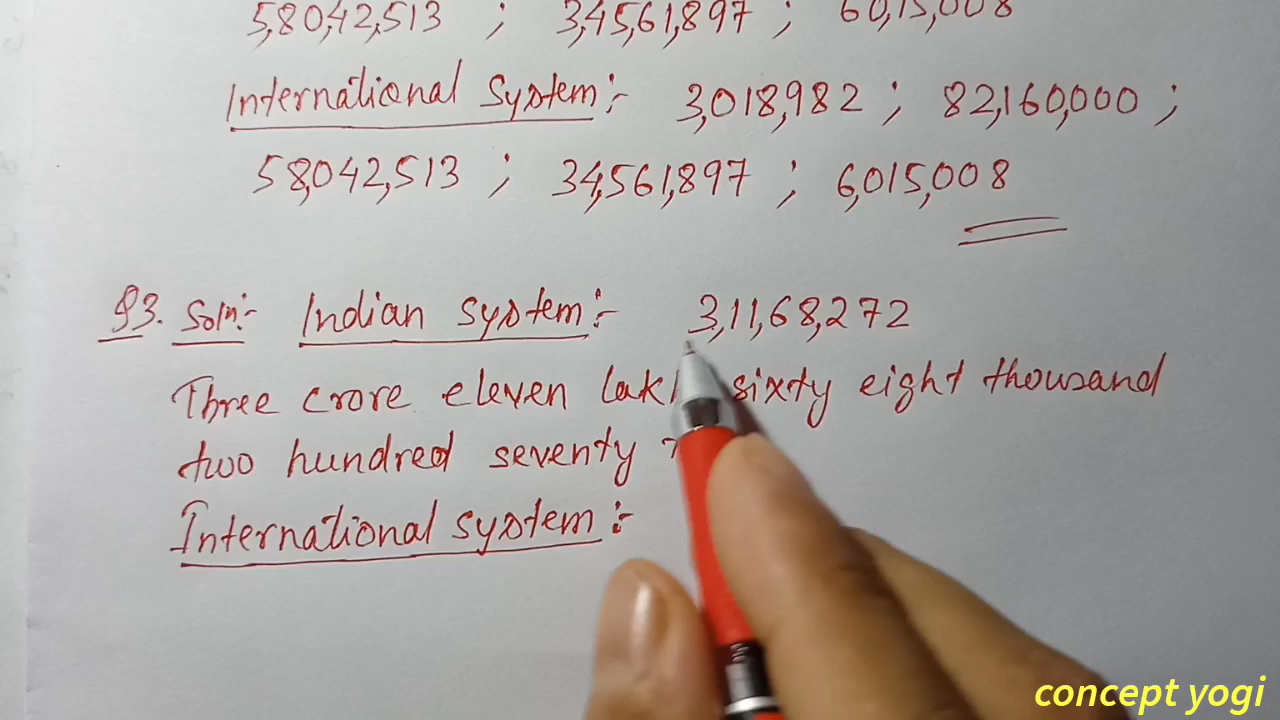 5,80,42,513 ; 3,45,61,897 ; 60,15,008
International System :- 3,018,982 ; 82,160,000 ;
58,042,513 ; 34,561,897 ; 6,015,008
Q3. Soln:- Indian system :- 3,11,68,272
Three crore eleven lakh sixty eight thousand
two hundred seventy
International system :-
concept yogi